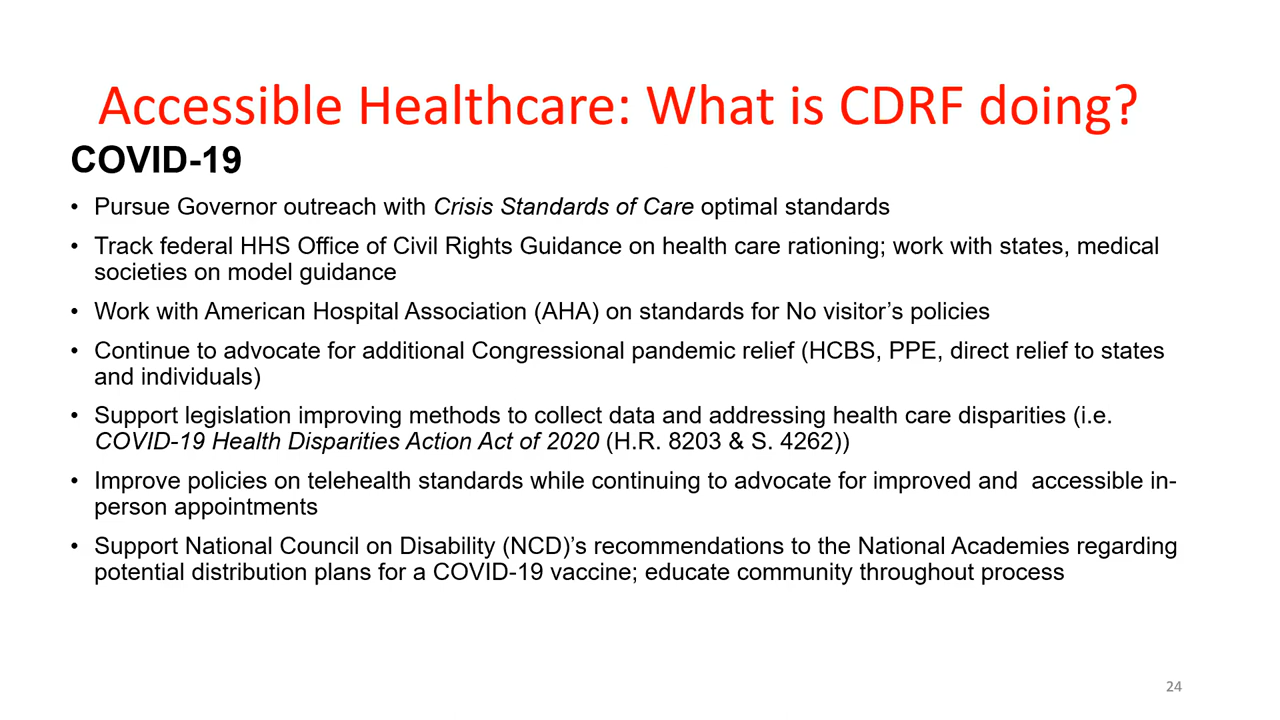 Accessible Healthcare: What is CDRF doing?
COVID-19
• Pursue Governor outreach with Crisis Standards of Care optimal standards
• Track federal HHS Office of Civil Rights Guidance on health care rationing; work with states, medical
societies on model guidance
• Work with American Hospital Association (AHA) on standards for No visitor’s policies
• Continue to advocate for additional Congressional pandemic relief (HCBS, PPE, direct relief to states
and individuals)
• Support legislation improving methods to collect data and addressing health care disparities (i.e.
COVID-19 Health Disparities Action Act of 2020 (H.R. 8203 & S. 4262))
• Improve policies on telehealth standards while continuing to advocate for improved and  accessible in-
person appointments
• Support National Council on Disability (NCD)’s recommendations to the National Academies regarding
potential distribution plans for a COVID-19 vaccine; educate community throughout process
24